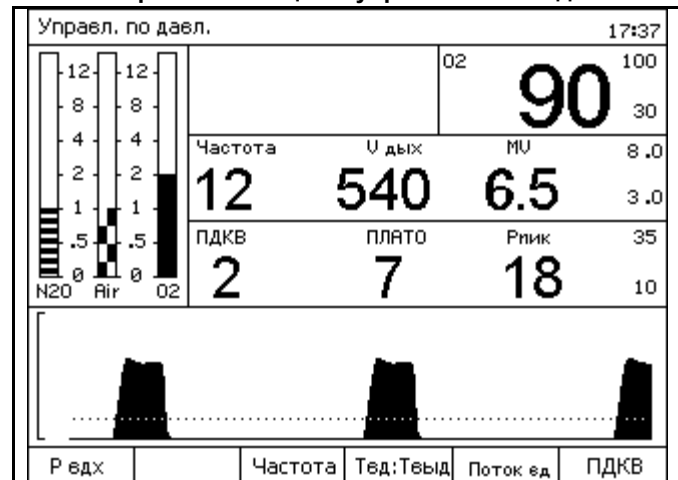 Управл. по давл. 17:37
12 12 O2 90 100
8 8 30
4 4 Частота V дых MV 8.0
2 2 12 540 6.5 3.0
1 1 ПДКВ ПЛАТО Рпик 35
.5 .5 2 7 18 10
0 0
N2O Air O2
Р вдх Частота Твд:Твыд Поток вд ПДКВ